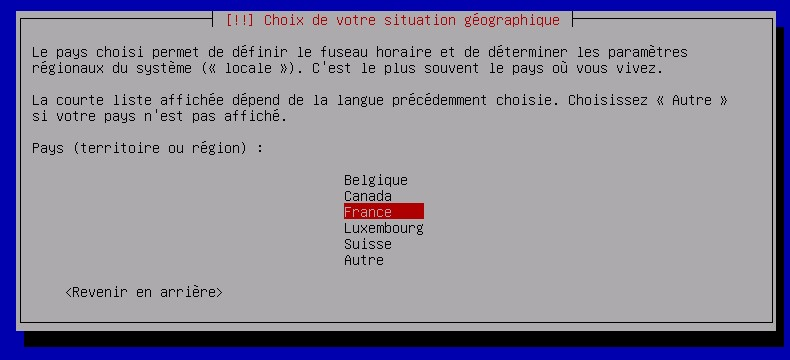 [!!] Choix de votre situation géographique
Le pays choisi permet de définir le fuseau horaire et de déterminer les paramètres
régionaux du système (« locale »). C'est le plus souvent le pays où vous vivez.
La courte liste affichée dépend de la langue précédemment choisie. Choisissez « Autre »
si votre pays n'est pas affiché.
Pays (territoire ou région) :
Belgique
Canada
France
Luxembourg
Suisse
Autre
<Revenir en arrière>